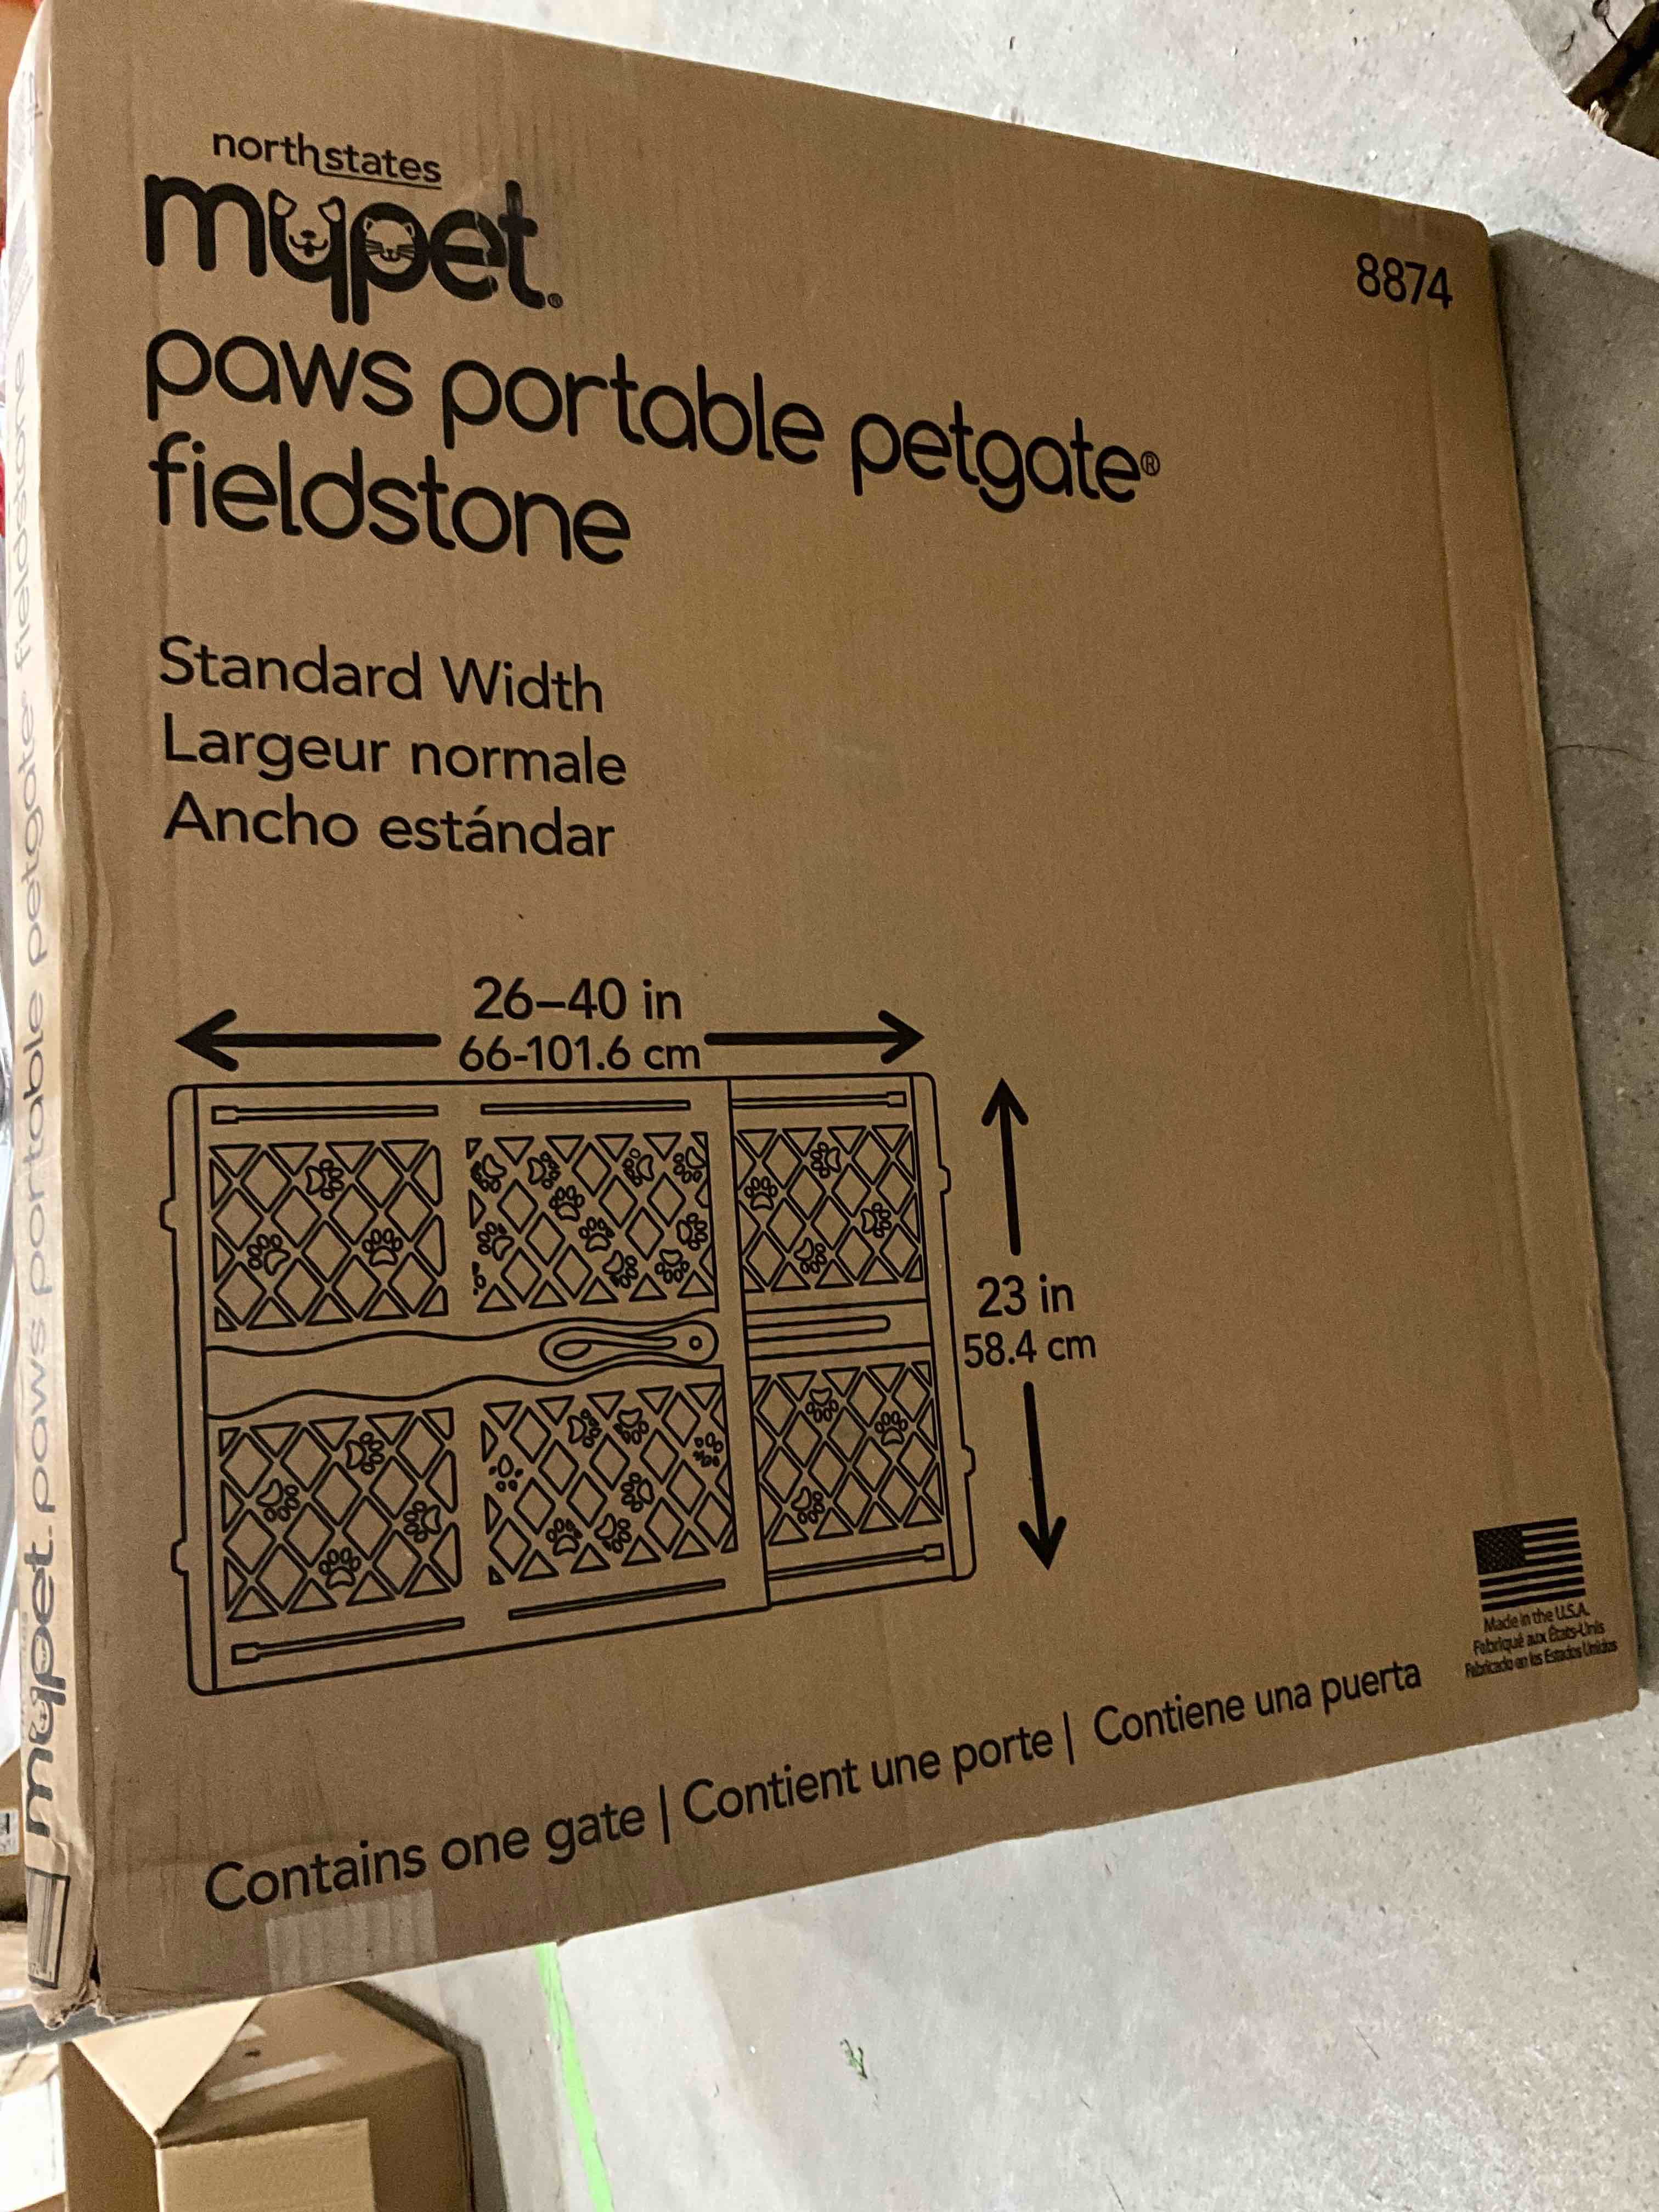 northstates
mypet®
paws portable petgate®
fieldstone
8874
Standard Width
Largeur normale
Ancho estándar
26–40 in
66-101.6 cm
23 in
58.4 cm
Made in the U.S.A.
Fabriqué aux États-Unis
Fabricado en los Estados Unidos
Contains one gate | Contient une porte | Contiene una puerta
mypet. paws portable petgate® fieldstone